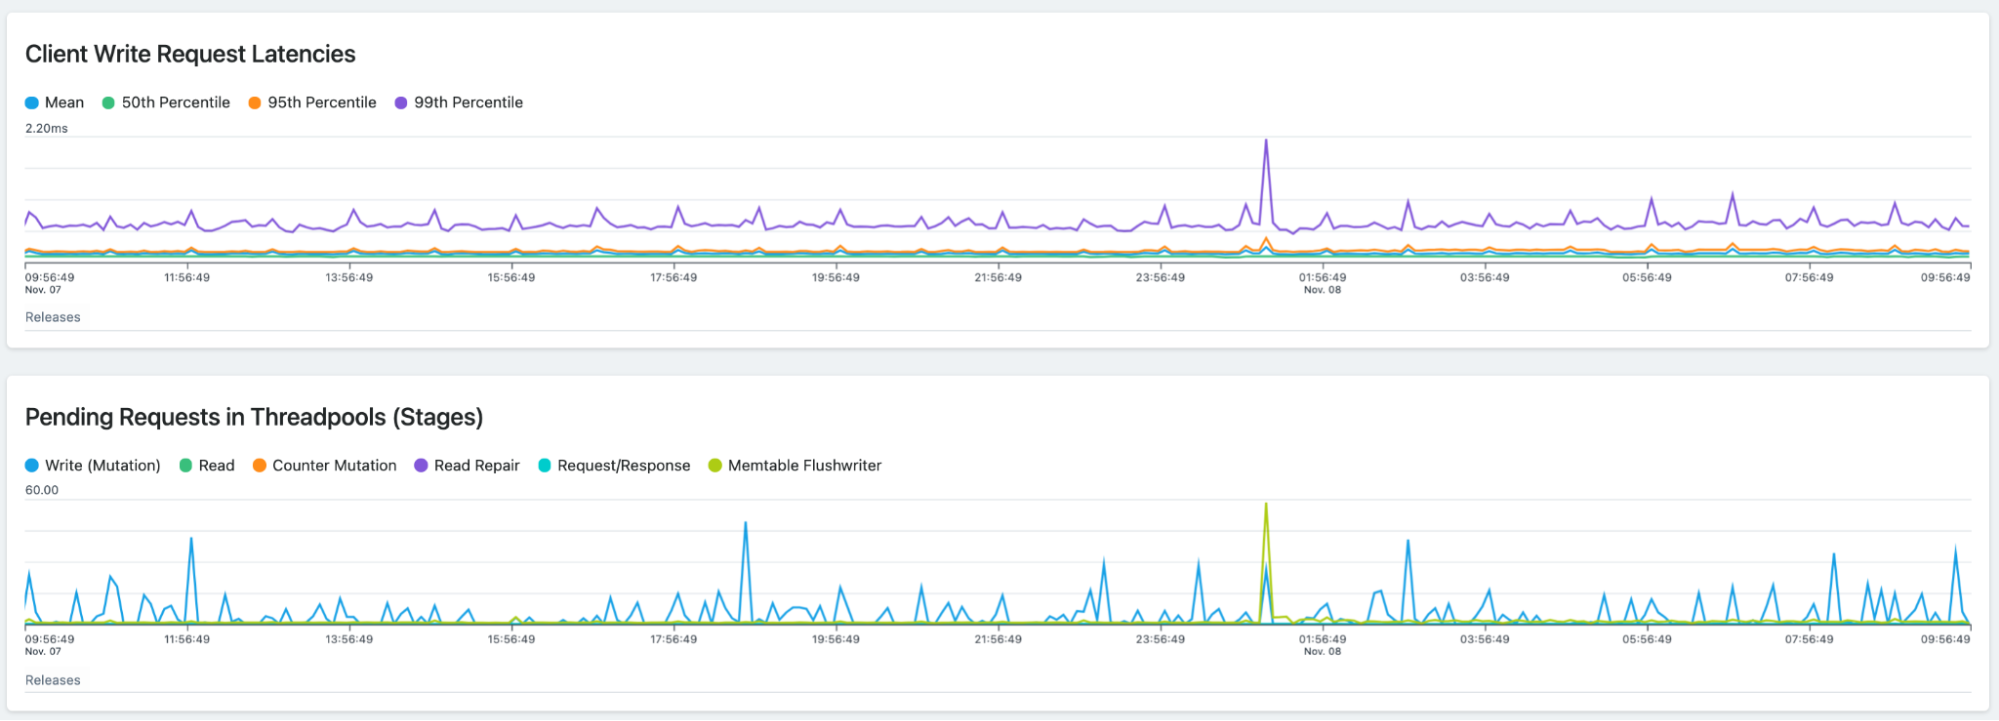 Client Write Request Latencies
Mean 50th Percentile 95th Percentile 99th Percentile
2.20ms
09:56:49 11:56:49 13:56:49 15:56:49 17:56:49 19:56:49 21:56:49 23:56:49 01:56:49 03:56:49 05:56:49 07:56:49 09:56:49
Nov. 07 Nov. 08
Releases
Pending Requests in Threadpools (Stages)
Write (Mutation) Read Counter Mutation Read Repair Request/Response Memtable Flushwriter
60.00
09:56:49 11:56:49 13:56:49 15:56:49 17:56:49 19:56:49 21:56:49 23:56:49 01:56:49 03:56:49 05:56:49 07:56:49 09:56:49
Nov. 07 Nov. 08
Releases